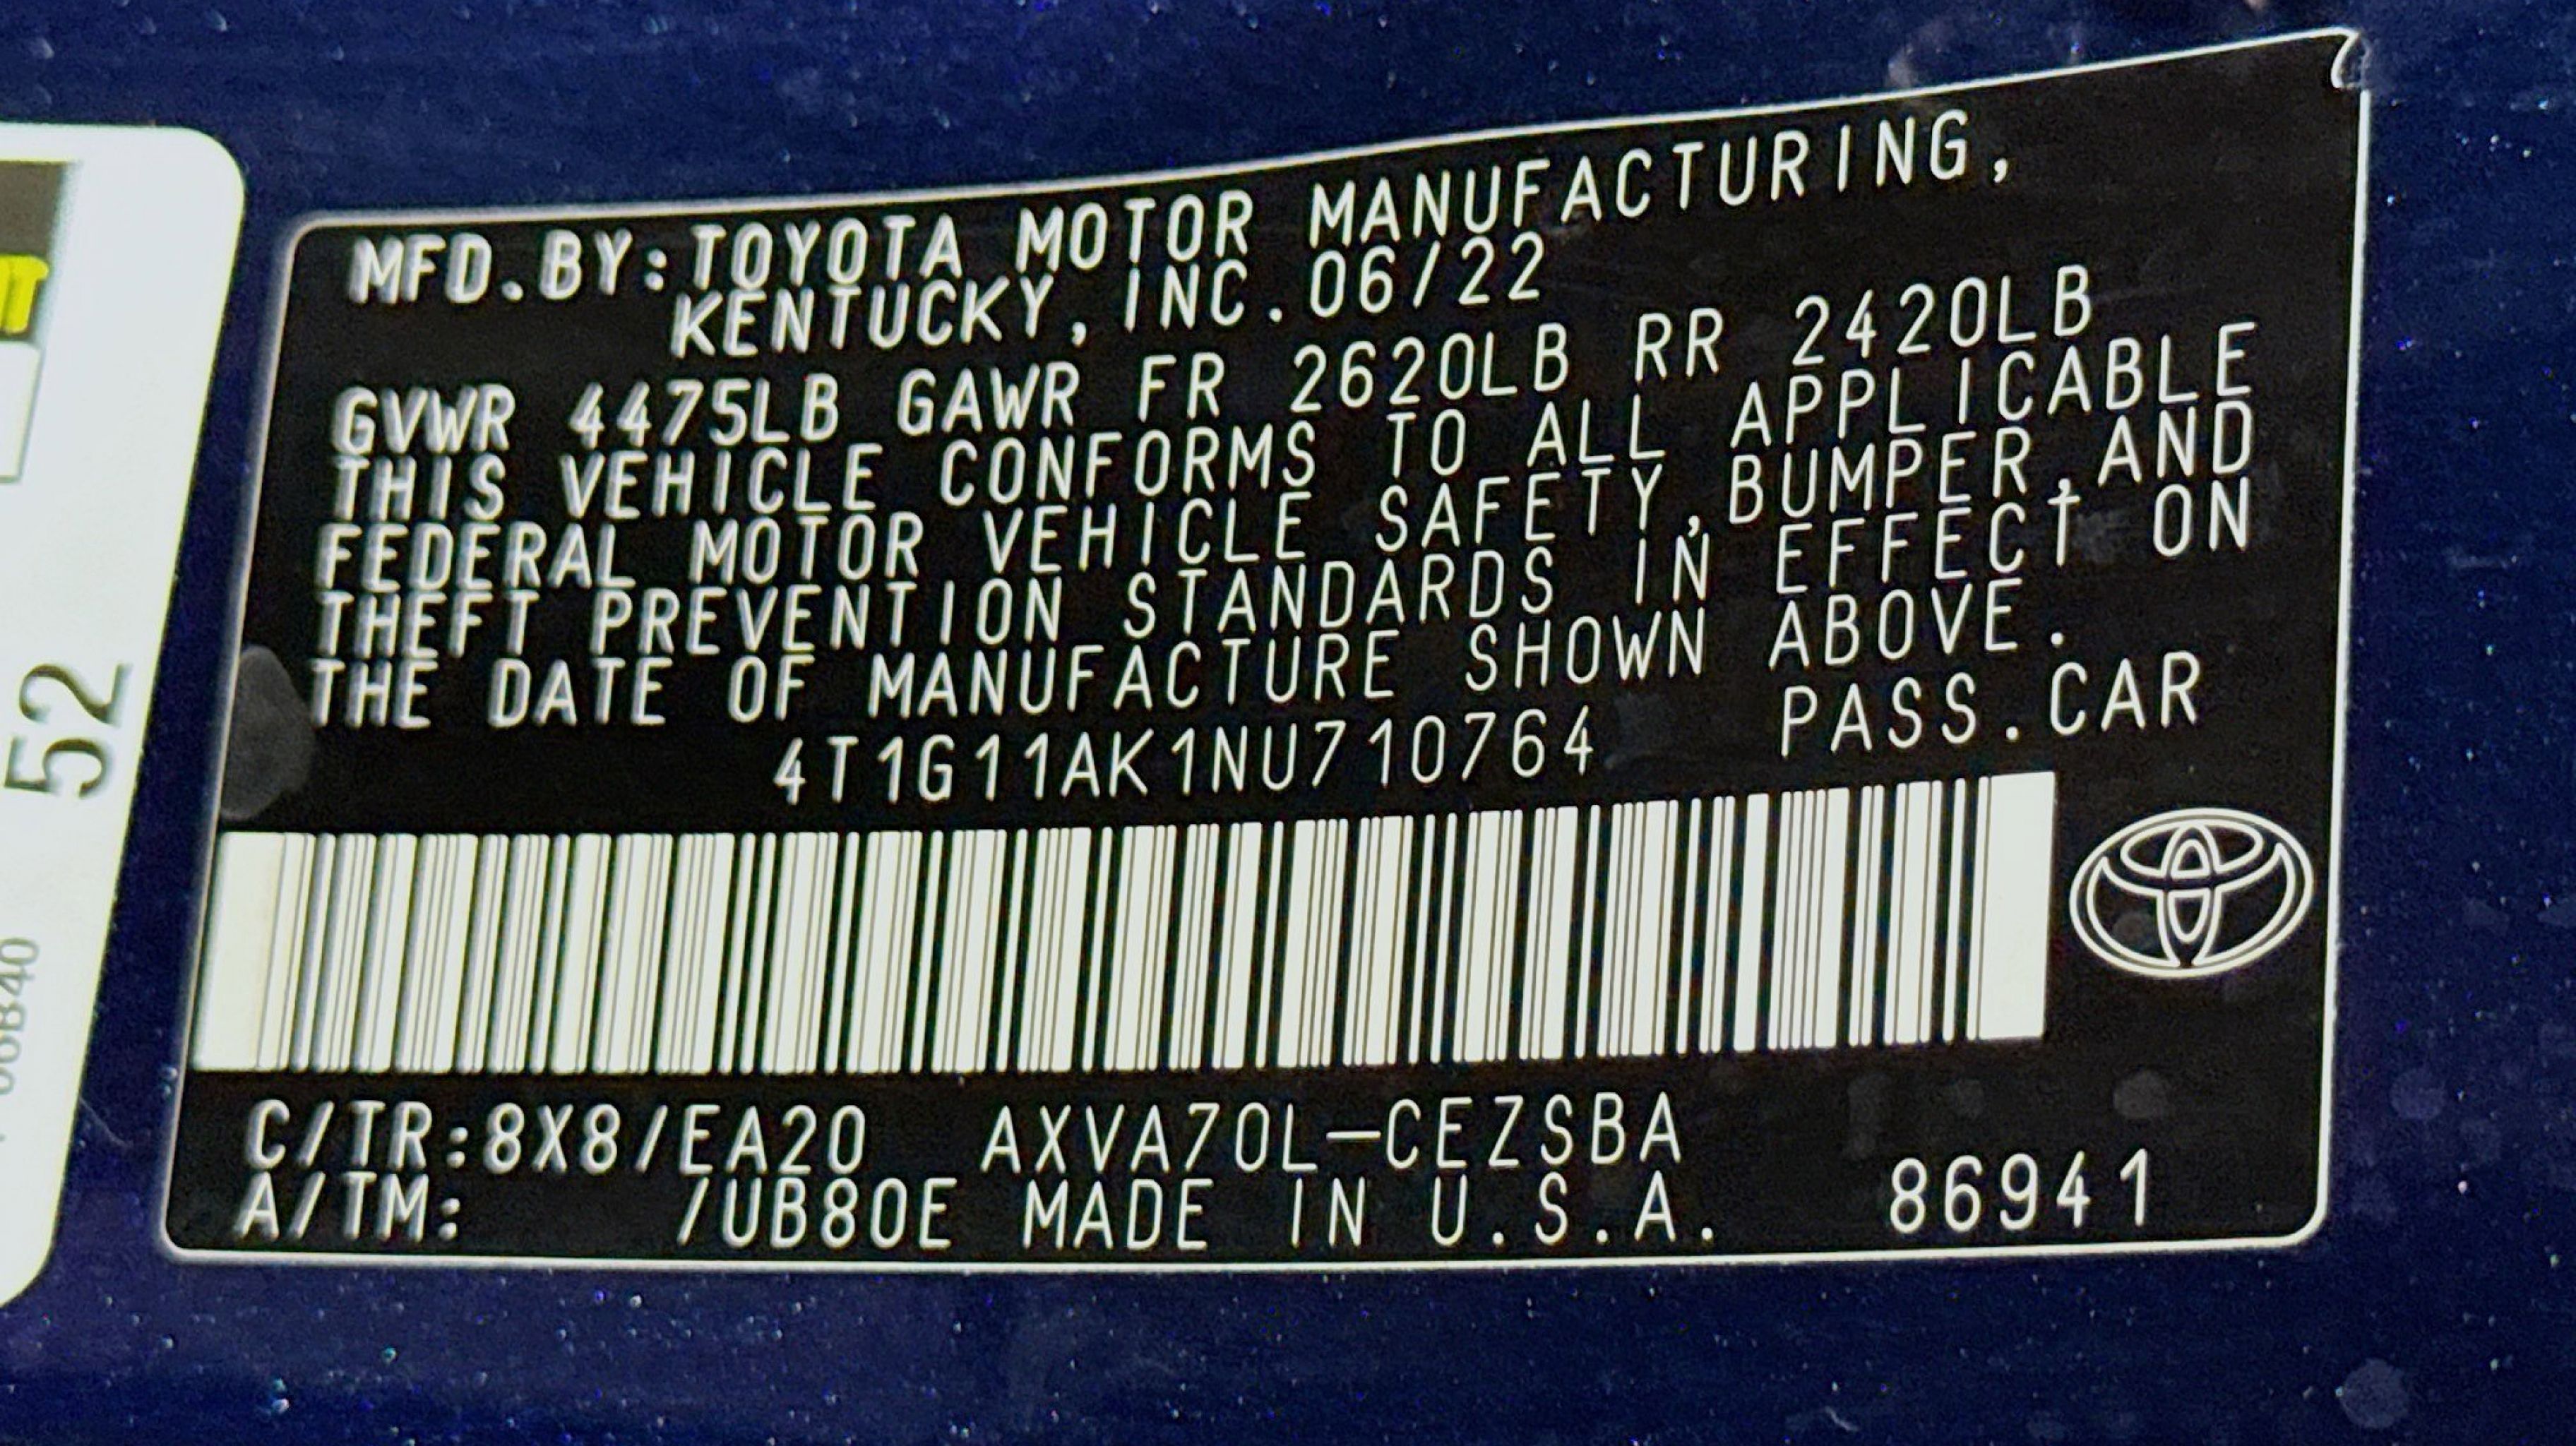 MFD.BY:TOYOTA MOTOR MANUFACTURING,
KENTUCKY, INC. 06/22
GVWR 4475LB GAWR FR 2620LB RR 2420LB
THIS VEHICLE CONFORMS TO ALL APPLICABLE
FEDERAL MOTOR VEHICLE SAFETY,BUMPER,AND
THEFT PREVENTION STANDARDS IN EFFECT ON
THE DATE OF MANUFACTURE SHOWN ABOVE.
4T1G11AK1NU710764 PASS.CAR
C/TR:8X8/EA20 AXVA70L-CEZSBA
A/TM: /UB80E MADE IN U.S.A. 86941
52